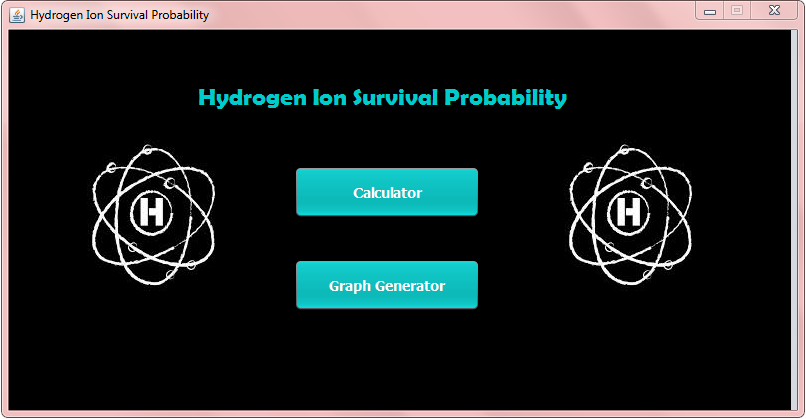 Hydrogen Ion Survival Probability
Hydrogen Ion Survival Probability
H
H
Calculator
Graph Generator